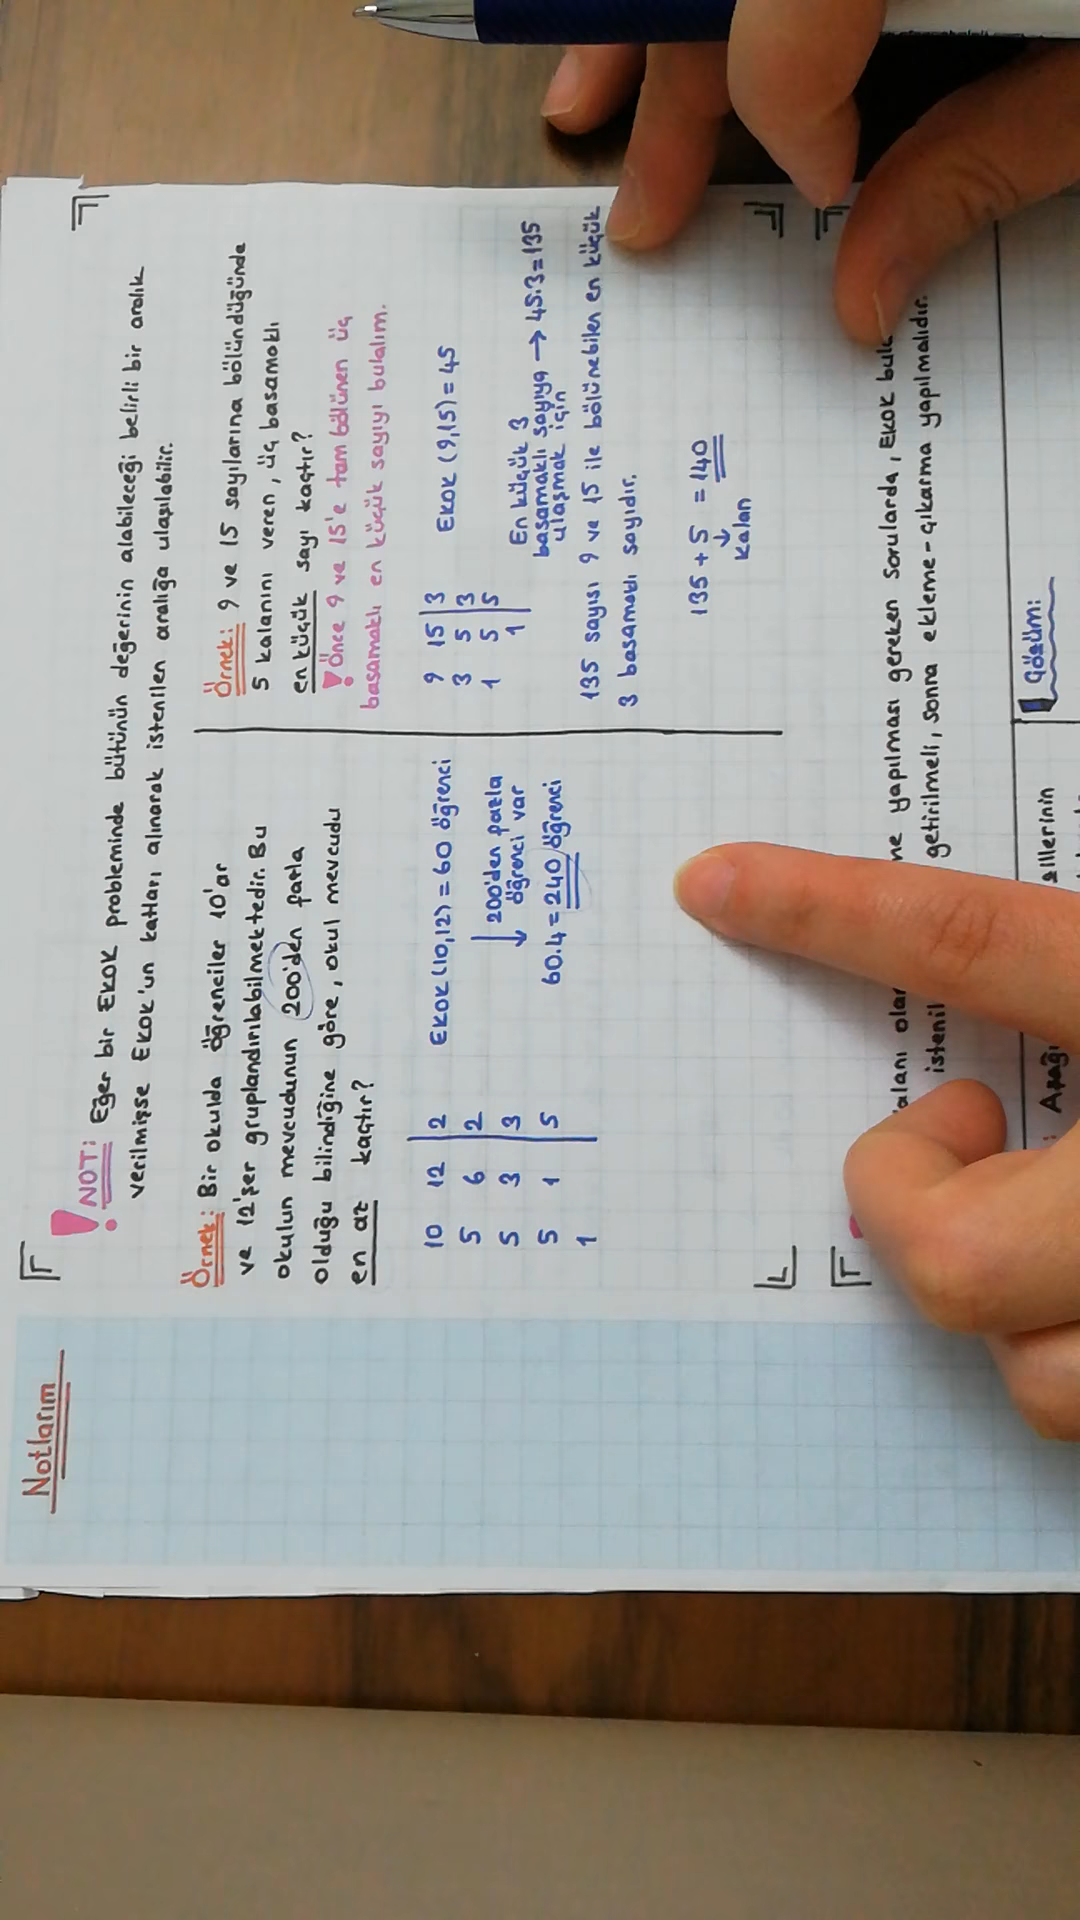 Notlarım
! NOT: Eğer bir EKOK probleminde bütünün değerinin alabileceği belirli bir aralık
verilmişse EKOK'un katları alınarak istenilen aralığa ulaşılabilir.
Örnek: Bir okulda öğrenciler 10'ar
ve 12'şer gruplandırılabilmektedir. Bu
okulun mevcudunun 200'den fazla
olduğu bilindiğine göre, okul mevcudu
en az kaçtır?
10 12 | 2
5 6 | 2
5 3 | 3
5 1 | 5
1
EKOK(10,12) = 60 öğrenci
↓ 200'den fazla
öğrenci var
60.4 = 240 öğrenci
Örnek: 9 ve 15 sayılarına bölündüğünde
5 kalanını veren, üç basamaklı
en küçük sayı kaçtır?
! Önce 9 ve 15'e tam bölünen üç
basamaklı en küçük sayıyı bulalım.
9 15 | 3
3 5 | 3
1 5 | 5
1
EKOK (9,15) = 45
En küçük 3
basamaklı sayıya → 45.3=135
ulaşmak için
135 sayısı 9 ve 15 ile bölünebilen en küçük
3 basamaklı sayıdır.
135 + 5 = 140
↓
Kalan
yapılması gereken sorularda, EKOK
getirilmeli, sonra ekleme-çıkarma yapılmalıdır.
Çözüm: